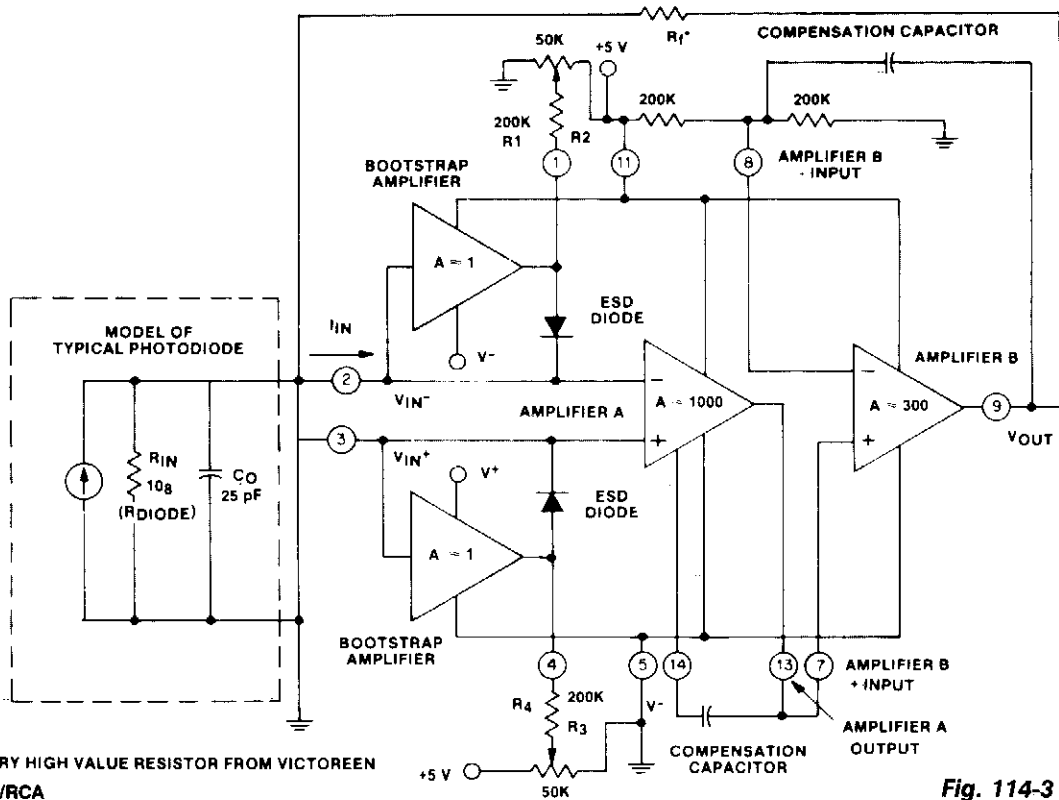 Rf*
COMPENSATION CAPACITOR
50K
+5 V
200K
200K
200K
R1
R2
1
11
8
AMPLIFIER B
- INPUT
BOOTSTRAP
AMPLIFIER
A = 1
V-
ESD
DIODE
MODEL OF
TYPICAL PHOTODIODE
IIN
2
VIN-
AMPLIFIER A
A = 1000
AMPLIFIER B
A = 300
9
VOUT
3
VIN+
V+
ESD
DIODE
RIN
108
(RDIODE)
CO
25 pF
A = 1
BOOTSTRAP
AMPLIFIER
4
5
14
13
7
AMPLIFIER B
+ INPUT
V-
R4
200K
R3
AMPLIFIER A
OUTPUT
COMPENSATION
CAPACITOR
+5 V
50K
RY HIGH VALUE RESISTOR FROM VICTOREEN
/RCA
Fig. 114-3